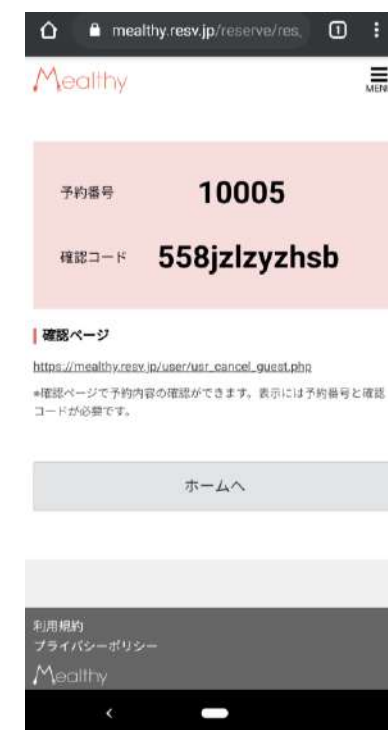 mealthy.resv.jp/reserve/res
1
Mealthy
MENU
予約番号 10005
確認コード 558jzlzyzhsb
確認ページ
https://mealthy.resv.jp/user/usr_cancel_guest.php
※確認ページで予約内容の確認ができます。表示には予約番号と確認
コードが必要です。
ホームへ
利用規約
プライバシーポリシー
Mealthy